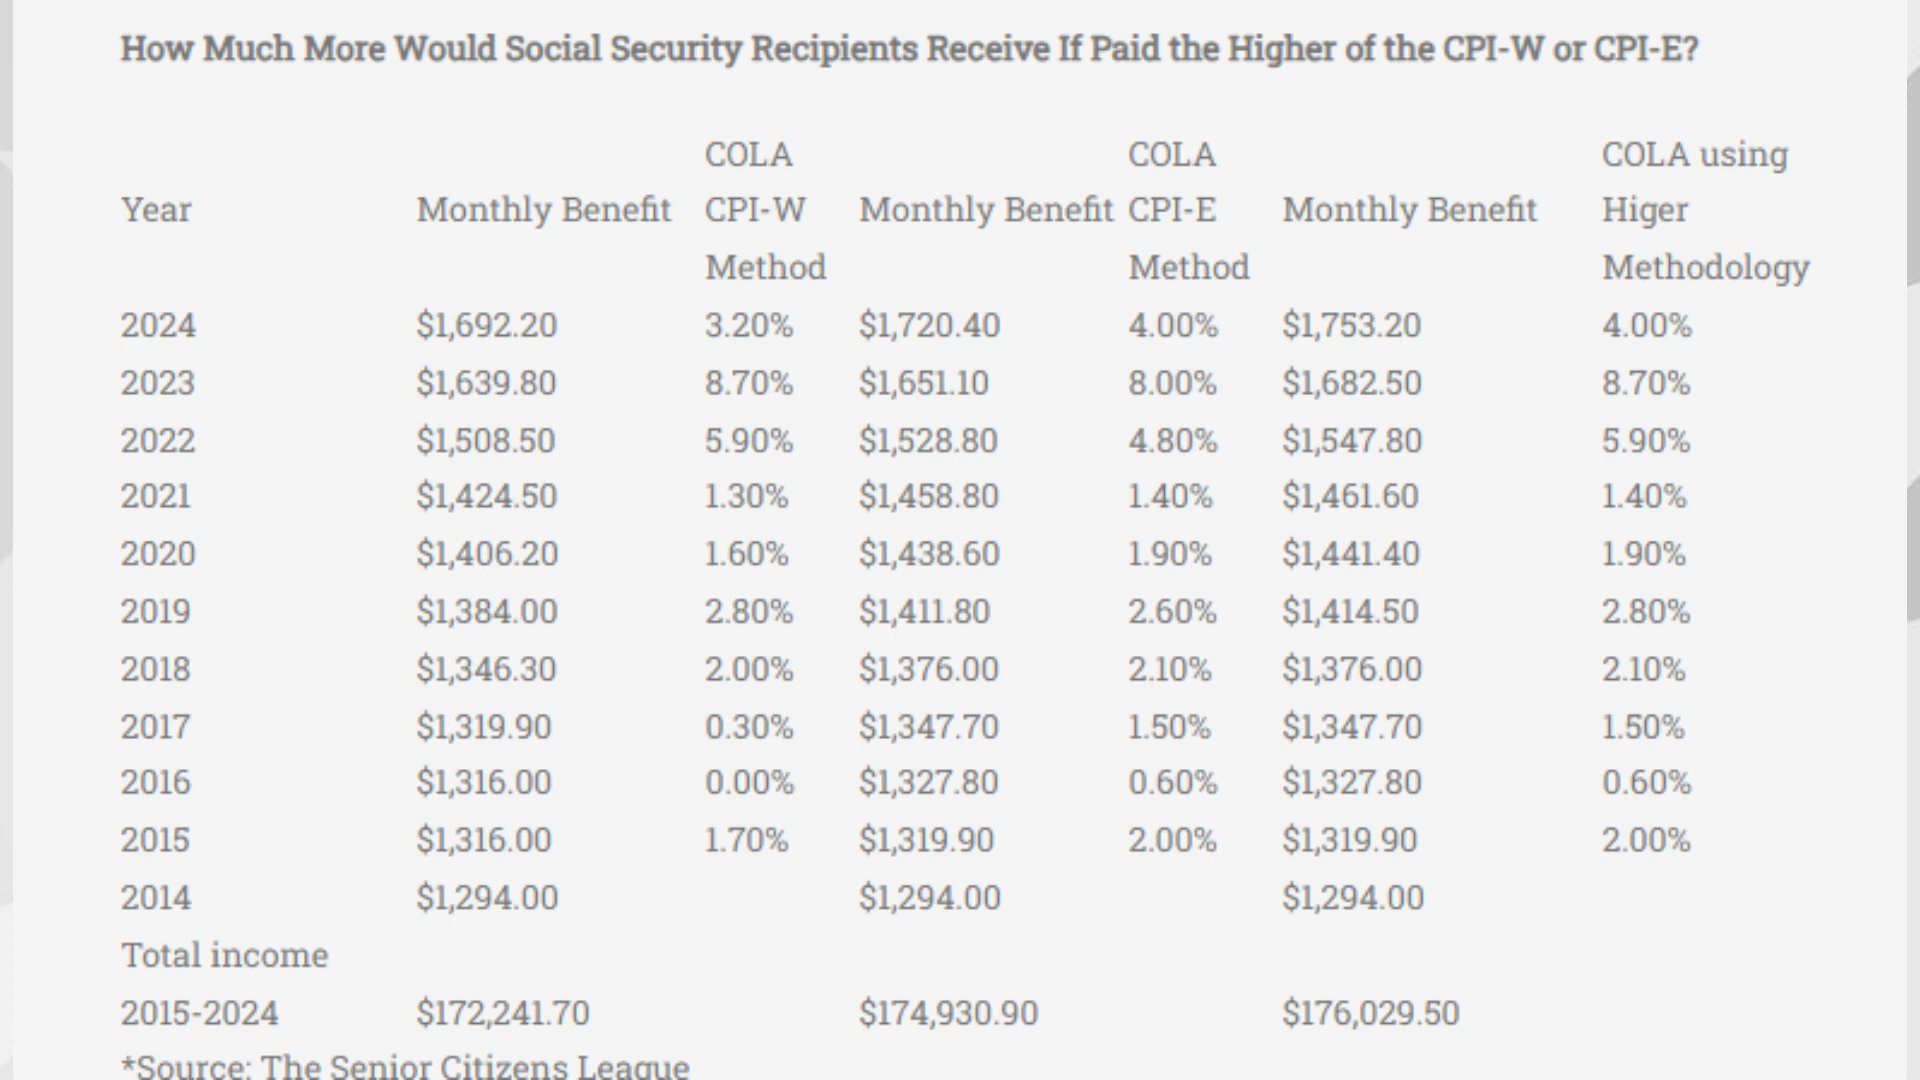 How Much More Would Social Security Recipients Receive If Paid the Higher of the CPI-W or CPI-E?
COLA COLA COLA using
Year Monthly Benefit CPI-W Monthly Benefit CPI-E Monthly Benefit Higer
Method Method Methodology
2024 $1,692.20 3.20% $1,720.40 4.00% $1,753.20 4.00%
2023 $1,639.80 8.70% $1,651.10 8.00% $1,682.50 8.70%
2022 $1,508.50 5.90% $1,528.80 4.80% $1,547.80 5.90%
2021 $1,424.50 1.30% $1,458.80 1.40% $1,461.60 1.40%
2020 $1,406.20 1.60% $1,438.60 1.90% $1,441.40 1.90%
2019 $1,384.00 2.80% $1,411.80 2.60% $1,414.50 2.80%
2018 $1,346.30 2.00% $1,376.00 2.10% $1,376.00 2.10%
2017 $1,319.90 0.30% $1,347.70 1.50% $1,347.70 1.50%
2016 $1,316.00 0.00% $1,327.80 0.60% $1,327.80 0.60%
2015 $1,316.00 1.70% $1,319.90 2.00% $1,319.90 2.00%
2014 $1,294.00 $1,294.00 $1,294.00
Total income
2015-2024 $172,241.70 $174,930.90 $176,029.50
*Source: The Senior Citizens League